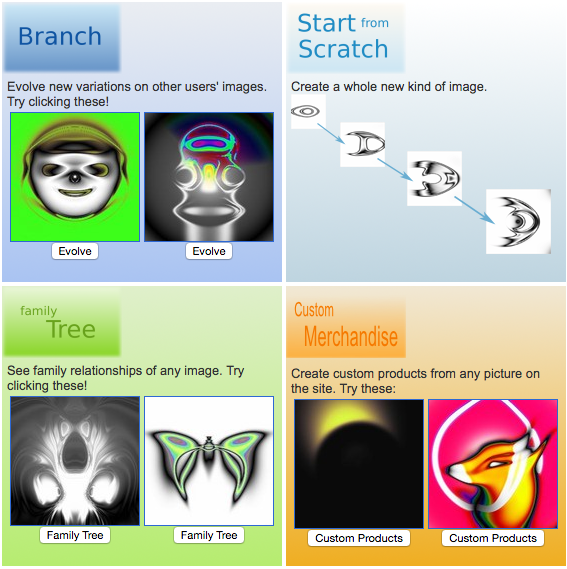 Branch
Evolve new variations on other users' images.
Try clicking these!
Evolve
Evolve
Start from
Scratch
Create a whole new kind of image.
family
Tree
See family relationships of any image. Try
clicking these!
Family Tree
Family Tree
Custom
Merchandise
Create custom products from any picture on
the site. Try these:
Custom Products
Custom Products